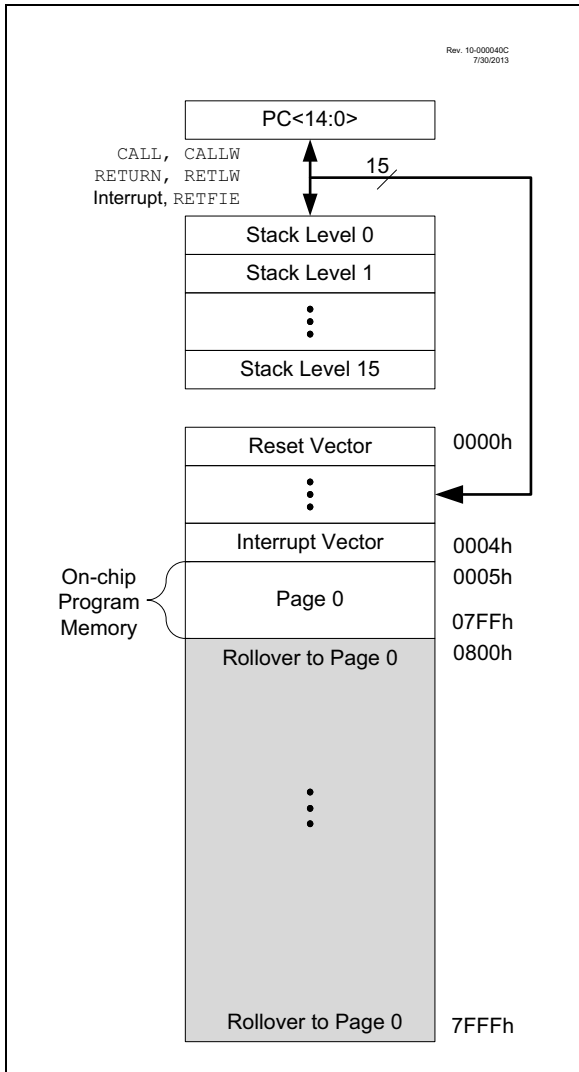 Rev. 10-000040C
7/30/2013
PC<14:0>
CALL, CALLW
RETURN, RETLW
Interrupt, RETFIE
15
Stack Level 0
Stack Level 1
Stack Level 15
Reset Vector
0000h
Interrupt Vector
0004h
On-chip
Program
Memory
Page 0
0005h
07FFh
Rollover to Page 0
0800h
Rollover to Page 0
7FFFh